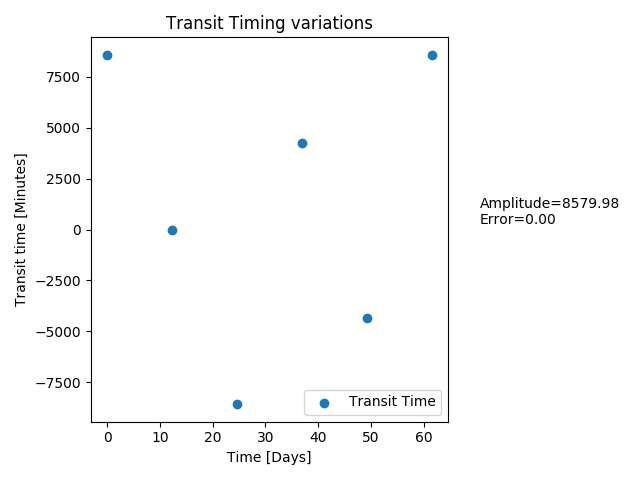 Transit Timing variations
Transit time [Minutes]
7500
5000
2500
0
−2500
−5000
−7500
Amplitude=8579.98
Error=0.00
Transit Time
0 10 20 30 40 50 60
Time [Days]